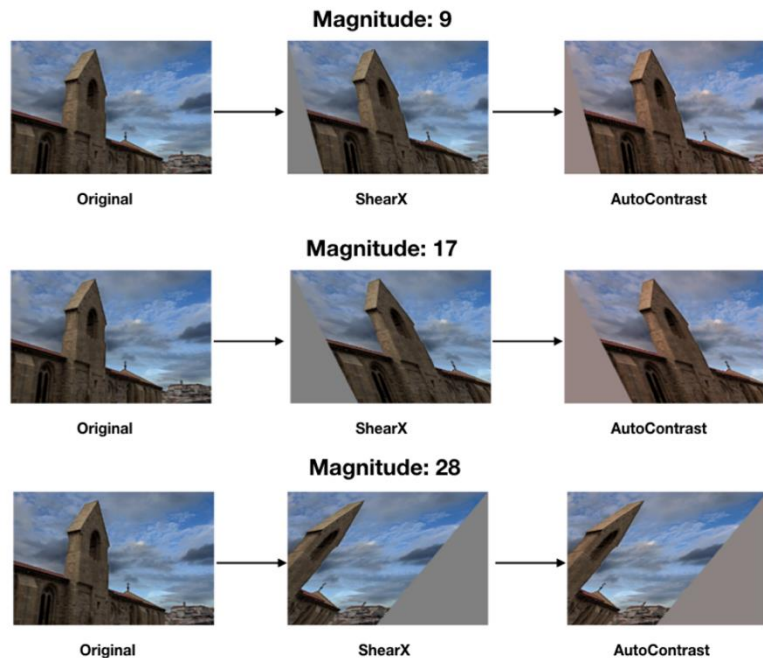 Magnitude: 9
Original
ShearX
AutoContrast
Magnitude: 17
Original
ShearX
AutoContrast
Magnitude: 28
Original
ShearX
AutoContrast